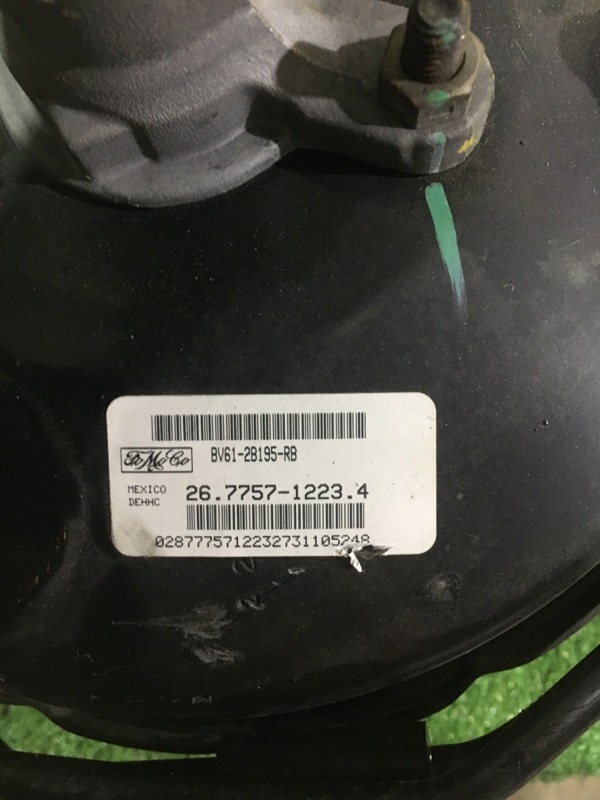 FoMoCo
BV61-2B195-RB
MEXICO
DEHHC
26.7757-1223.4
0287775712232731105248